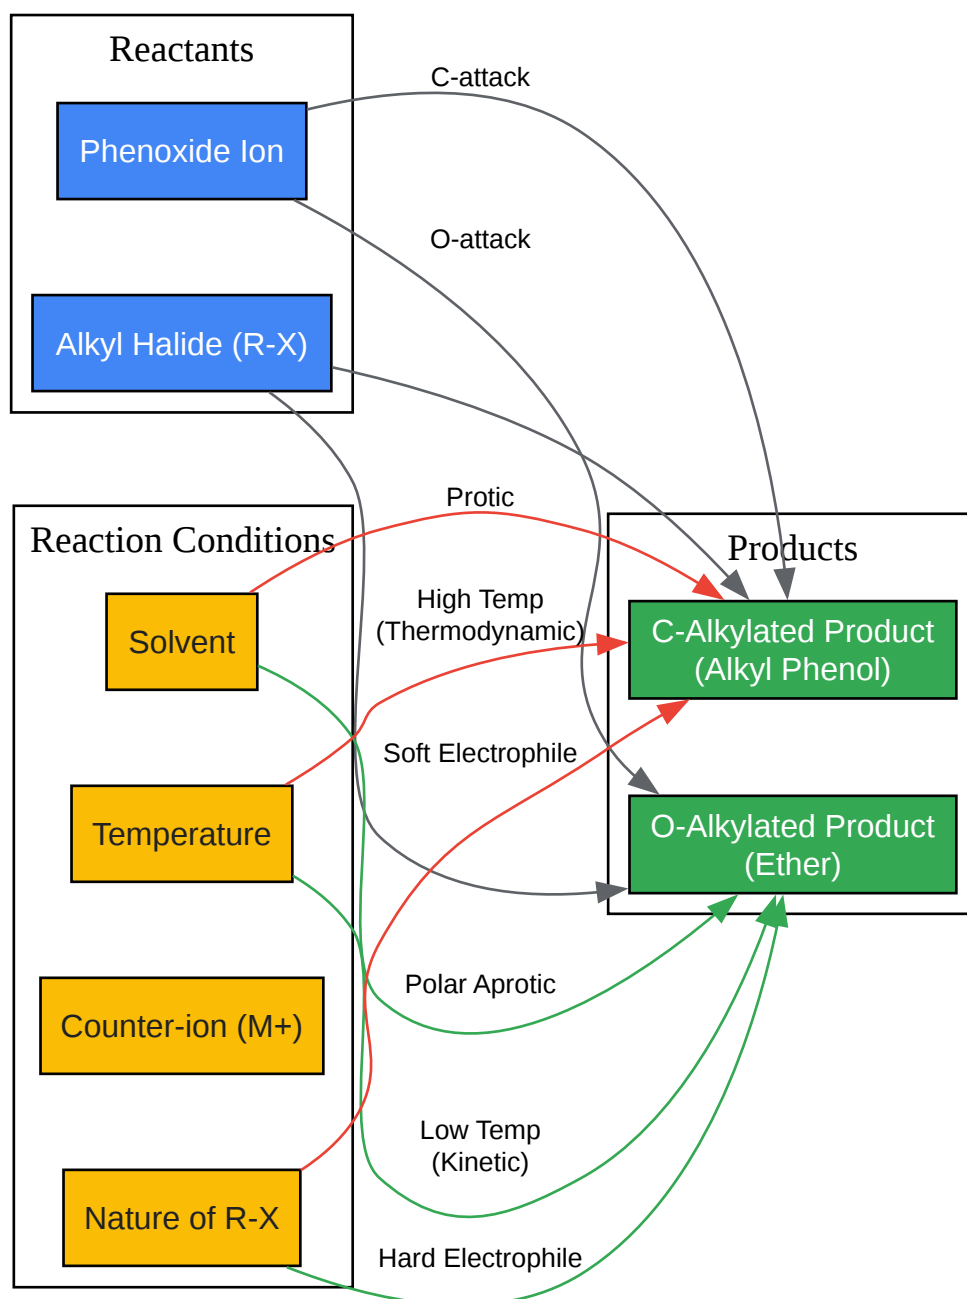 Reactants
Phenoxide Ion
Alkyl Halide (R-X)
C-attack
O-attack
Reaction Conditions
Solvent
Temperature
Counter-ion (M+)
Nature of R-X
Protic
High Temp
(Thermodynamic)
Soft Electrophile
Polar Aprotic
Low Temp
(Kinetic)
Hard Electrophile
Products
C-Alkylated Product
(Alkyl Phenol)
O-Alkylated Product
(Ether)